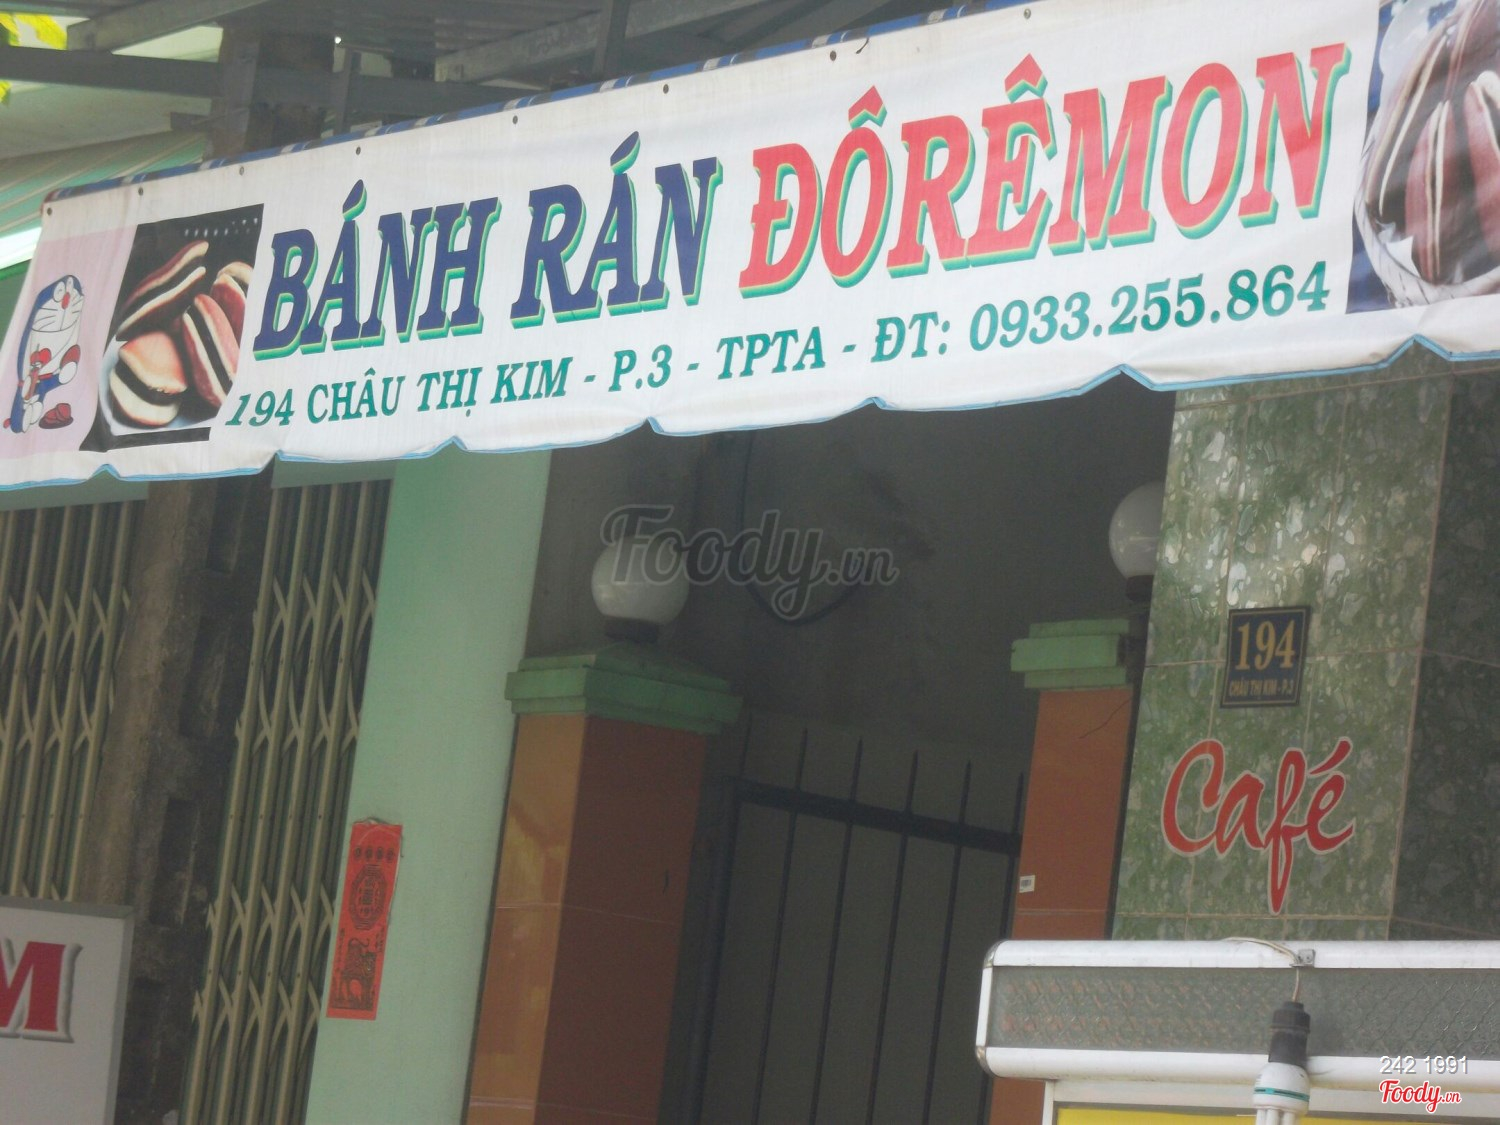 BÁNH RÁN ĐÔRÊMON
194 CHÂU THỊ KIM - P.3 - TPTA - ĐT: 0933.255.864
Foody.vn
194
CHÂU THỊ KIM - P.3
Café
M
242 1991
Foody.vn